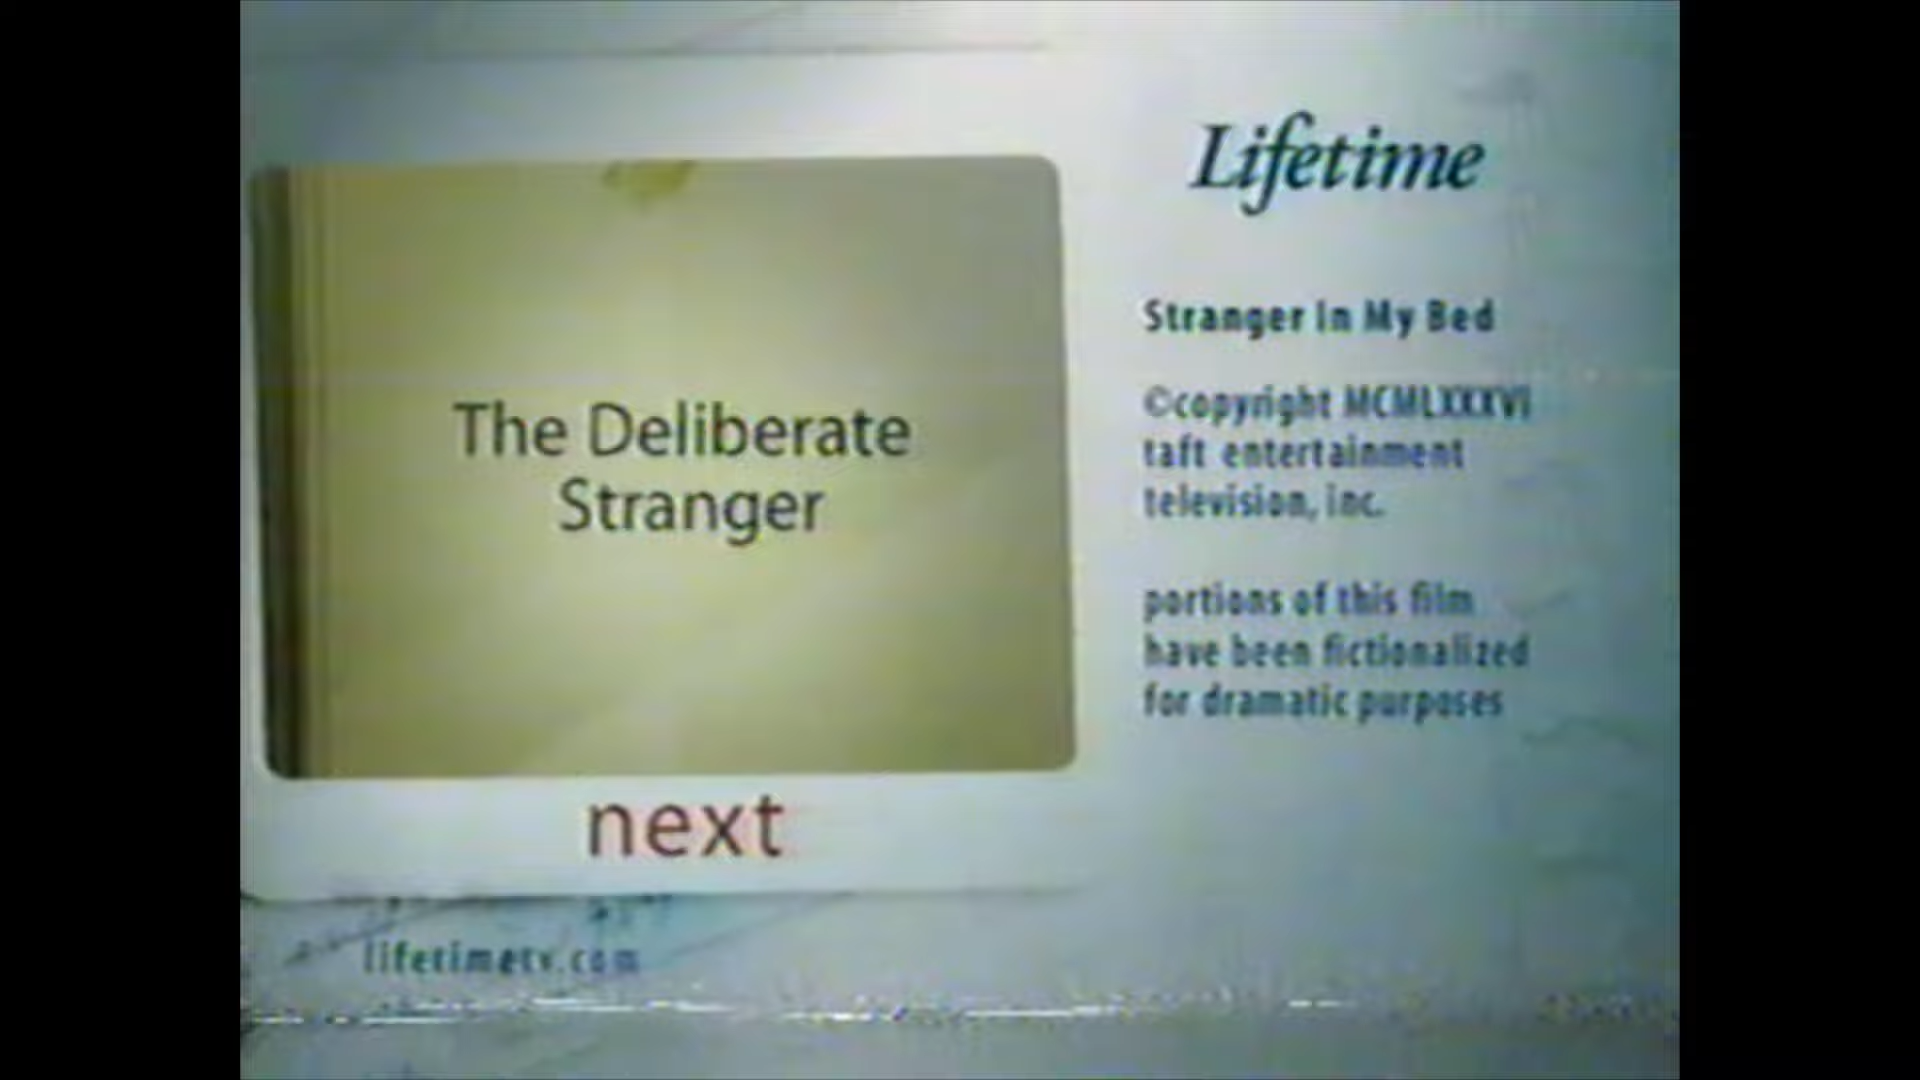 Lifetime
The Deliberate
Stranger
next
Stranger In My Bed
©copyright MCMLXXXVI
taft entertainment
television, inc.
portions of this film
have been fictionalized
for dramatic purposes
lifetimetv.com